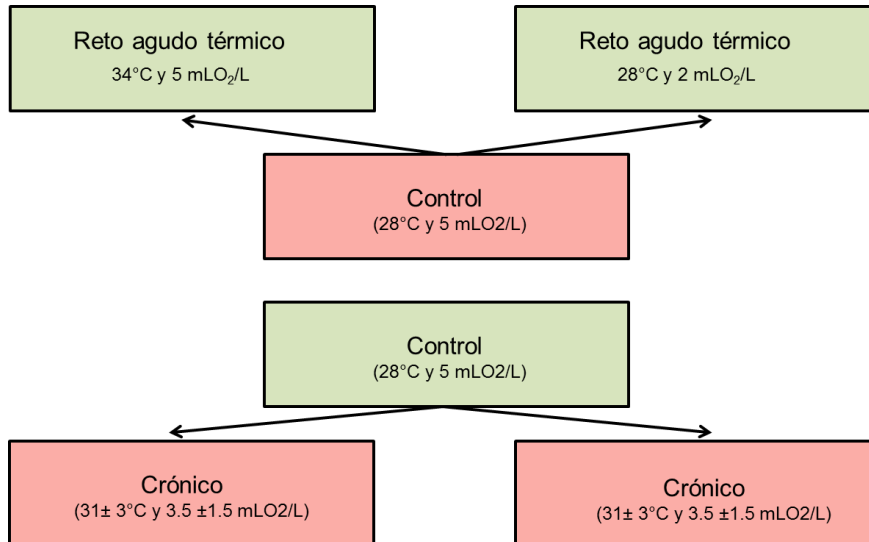 Reto agudo térmico
34°C y 5 mLO₂/L
Reto agudo térmico
28°C y 2 mLO₂/L
Control
(28°C y 5 mLO2/L)
Control
(28°C y 5 mLO2/L)
Crónico
(31± 3°C y 3.5 ±1.5 mLO2/L)
Crónico
(31± 3°C y 3.5 ±1.5 mLO2/L)